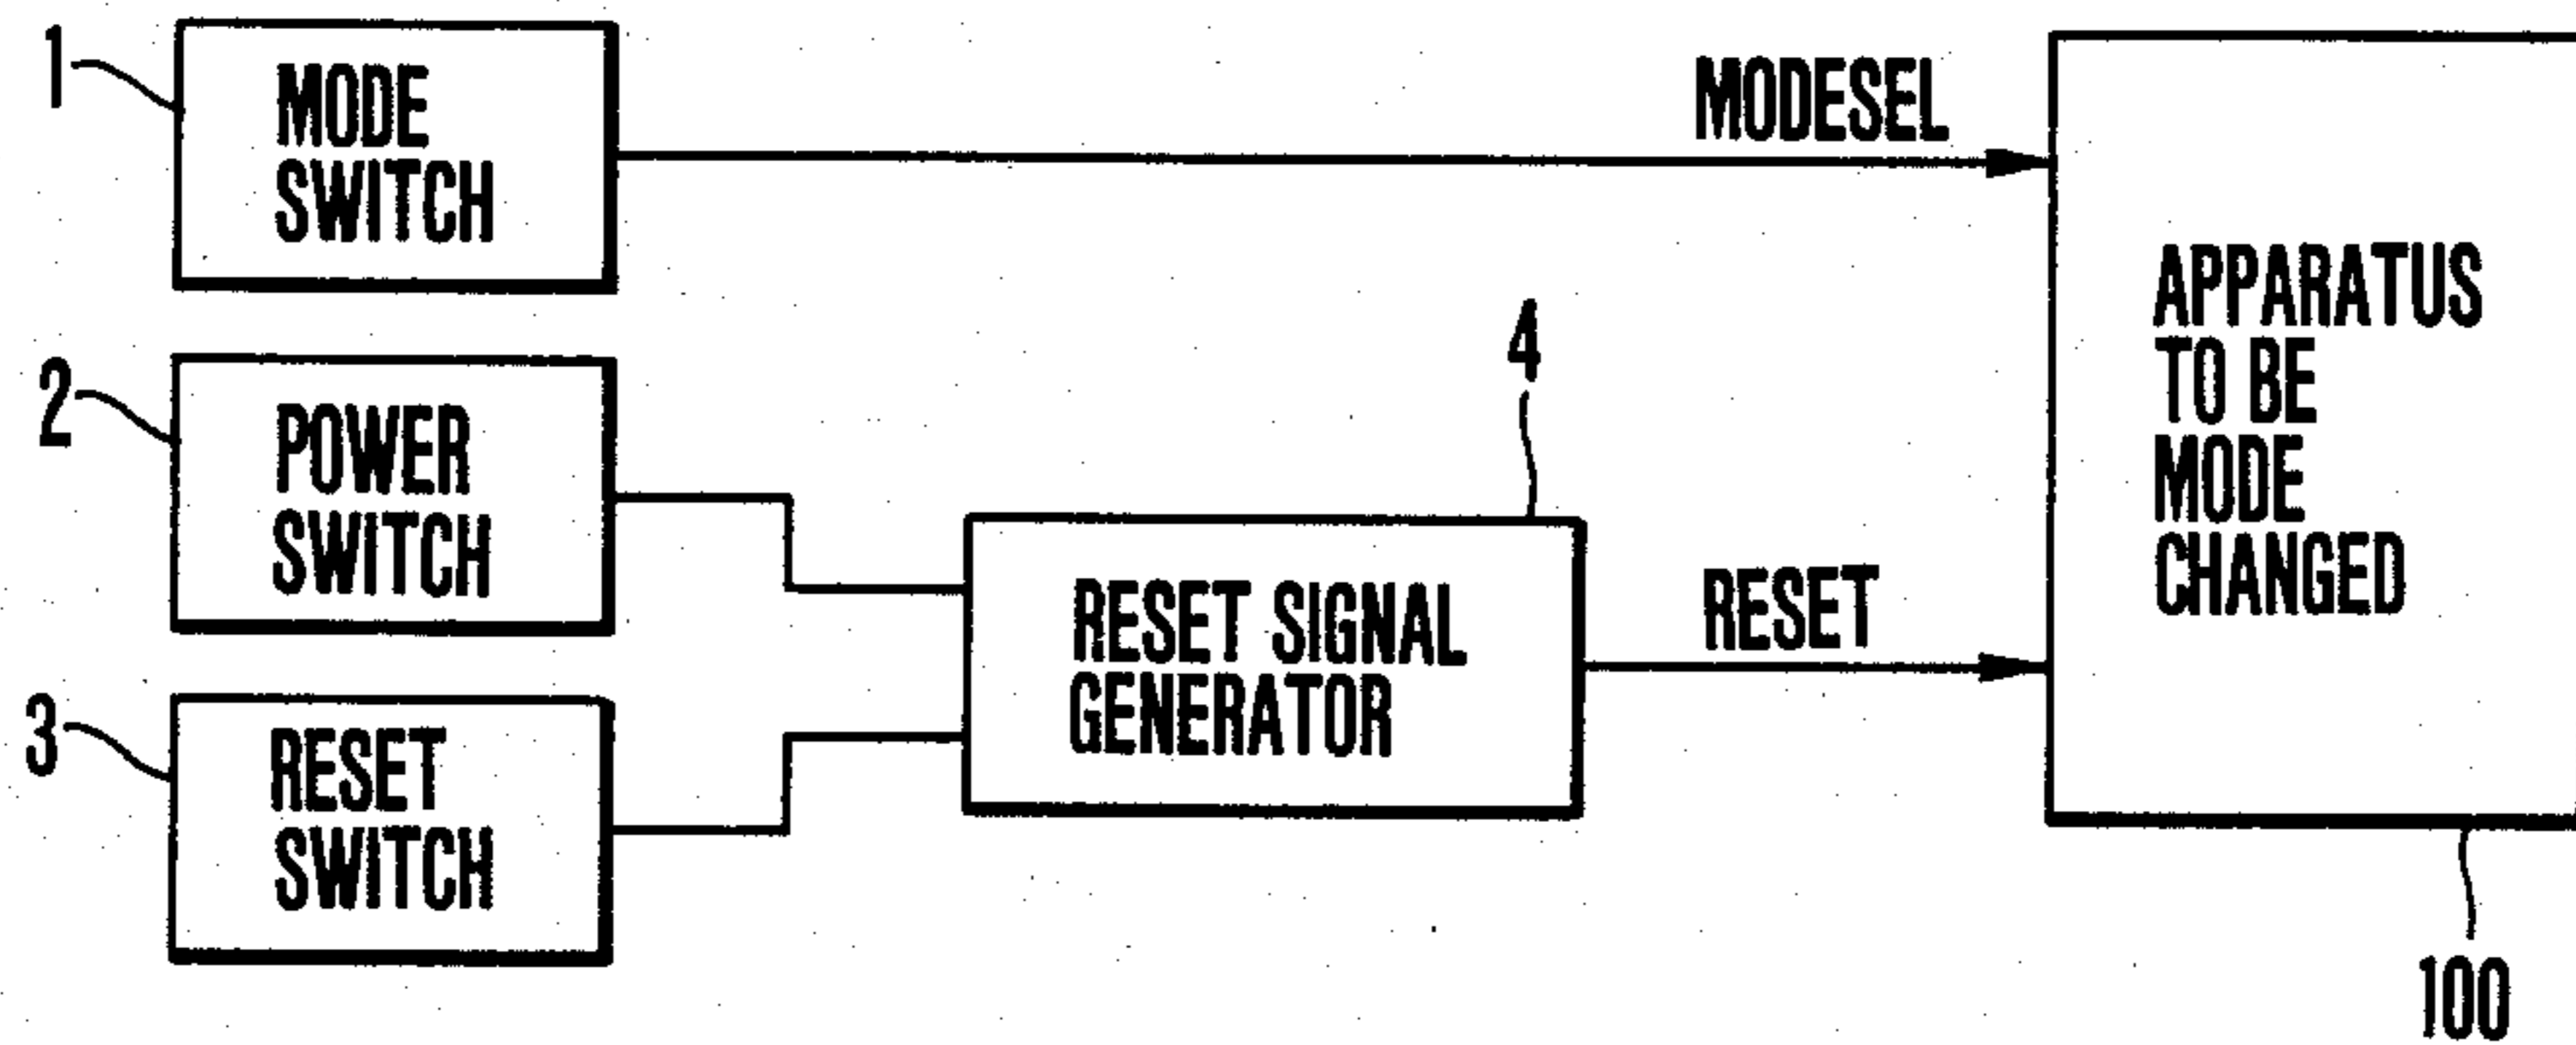 1
MODE
SWITCH
MODESEL
2
POWER
SWITCH
3
RESET
SWITCH
4
RESET SIGNAL
GENERATOR
RESET
APPARATUS
TO BE
MODE
CHANGED
100